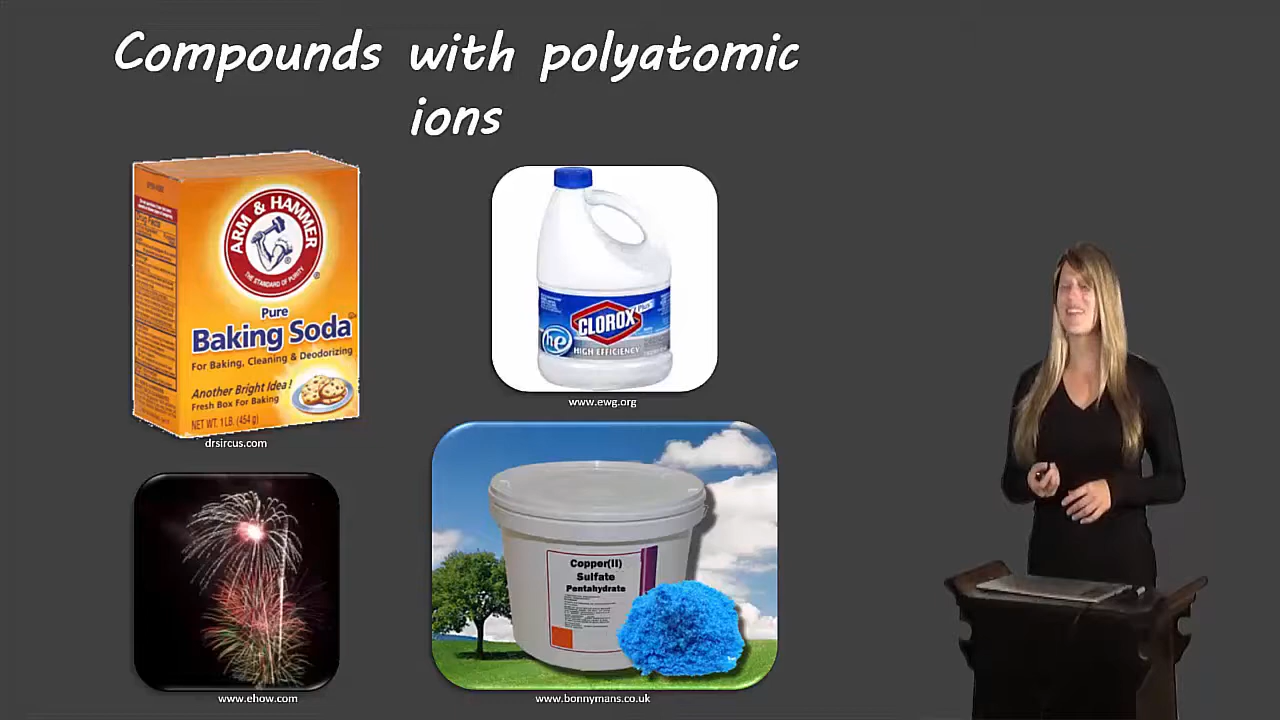 Compounds with polyatomic
ions
ARM & HAMMER
THE STANDARD OF PURITY
Pure
Baking Soda
For Baking, Cleaning & Deodorizing
Another Bright Idea!
Fresh Box For Baking
NET WT. 1 LB. (454 g)
drsircus.com
CLOROX
Plus
he
HIGH EFFICIENCY
www.ewg.org
www.ehow.com
Copper(II)
Sulfate
Pentahydrate
www.bonnymans.co.uk